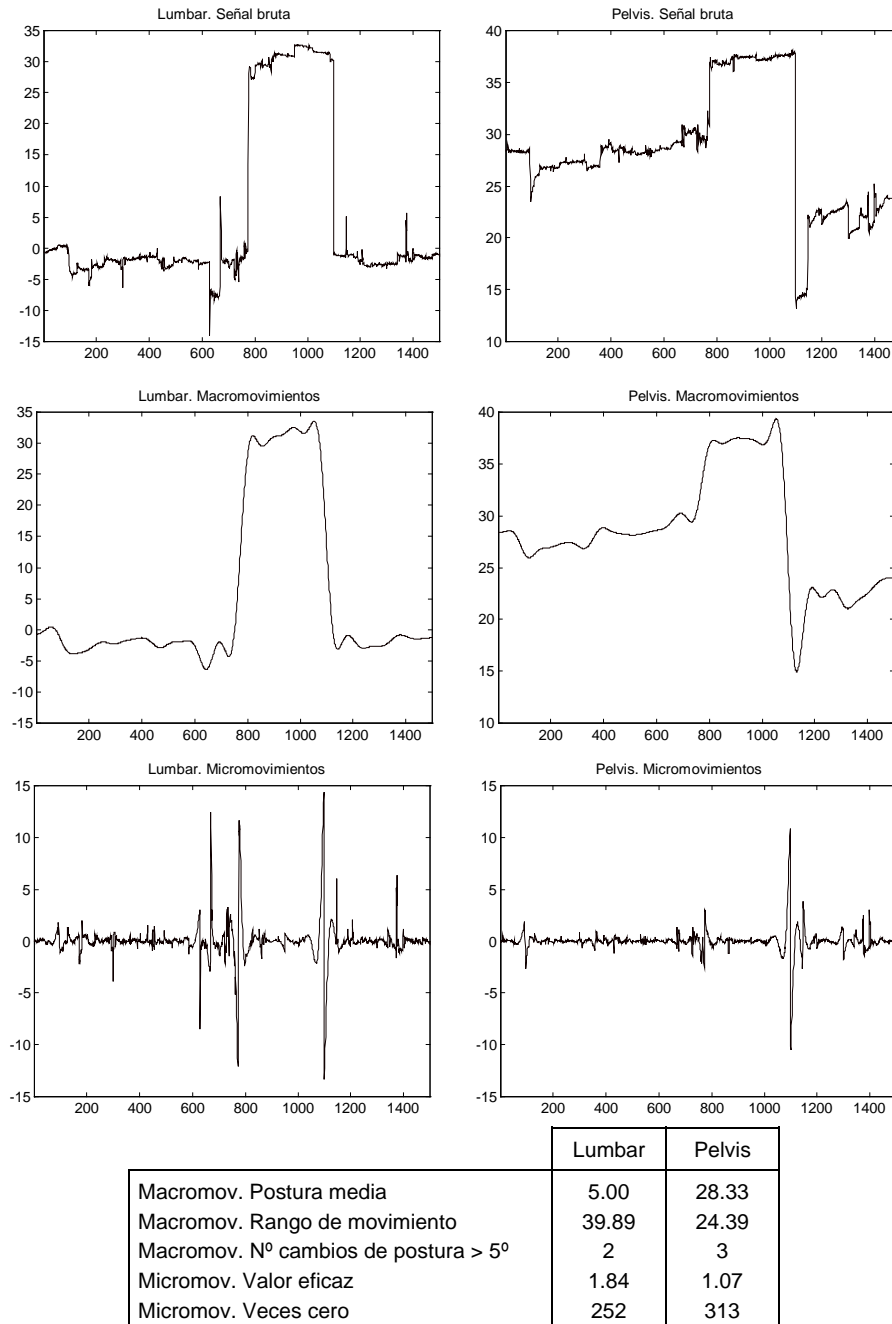 Lumbar. Señal bruta
35
30
25
20
15
10
5
0
-5
-10
-15
200 400 600 800 1000 1200 1400
Pelvis. Señal bruta
40
35
30
25
20
15
10
200 400 600 800 1000 1200 1400
Lumbar. Macromovimientos
35
30
25
20
15
10
5
0
-5
-10
-15
200 400 600 800 1000 1200 1400
Pelvis. Macromovimientos
40
35
30
25
20
15
10
200 400 600 800 1000 1200 1400
Lumbar. Micromovimientos
15
10
5
0
-5
-10
-15
200 400 600 800 1000 1200 1400
Pelvis. Micromovimientos
15
10
5
0
-5
-10
-15
200 400 600 800 1000 1200 1400
Lumbar Pelvis
Macromov. Postura media 5.00 28.33
Macromov. Rango de movimiento 39.89 24.39
Macromov. Nº cambios de postura > 5º 2 3
Micromov. Valor eficaz 1.84 1.07
Micromov. Veces cero 252 313